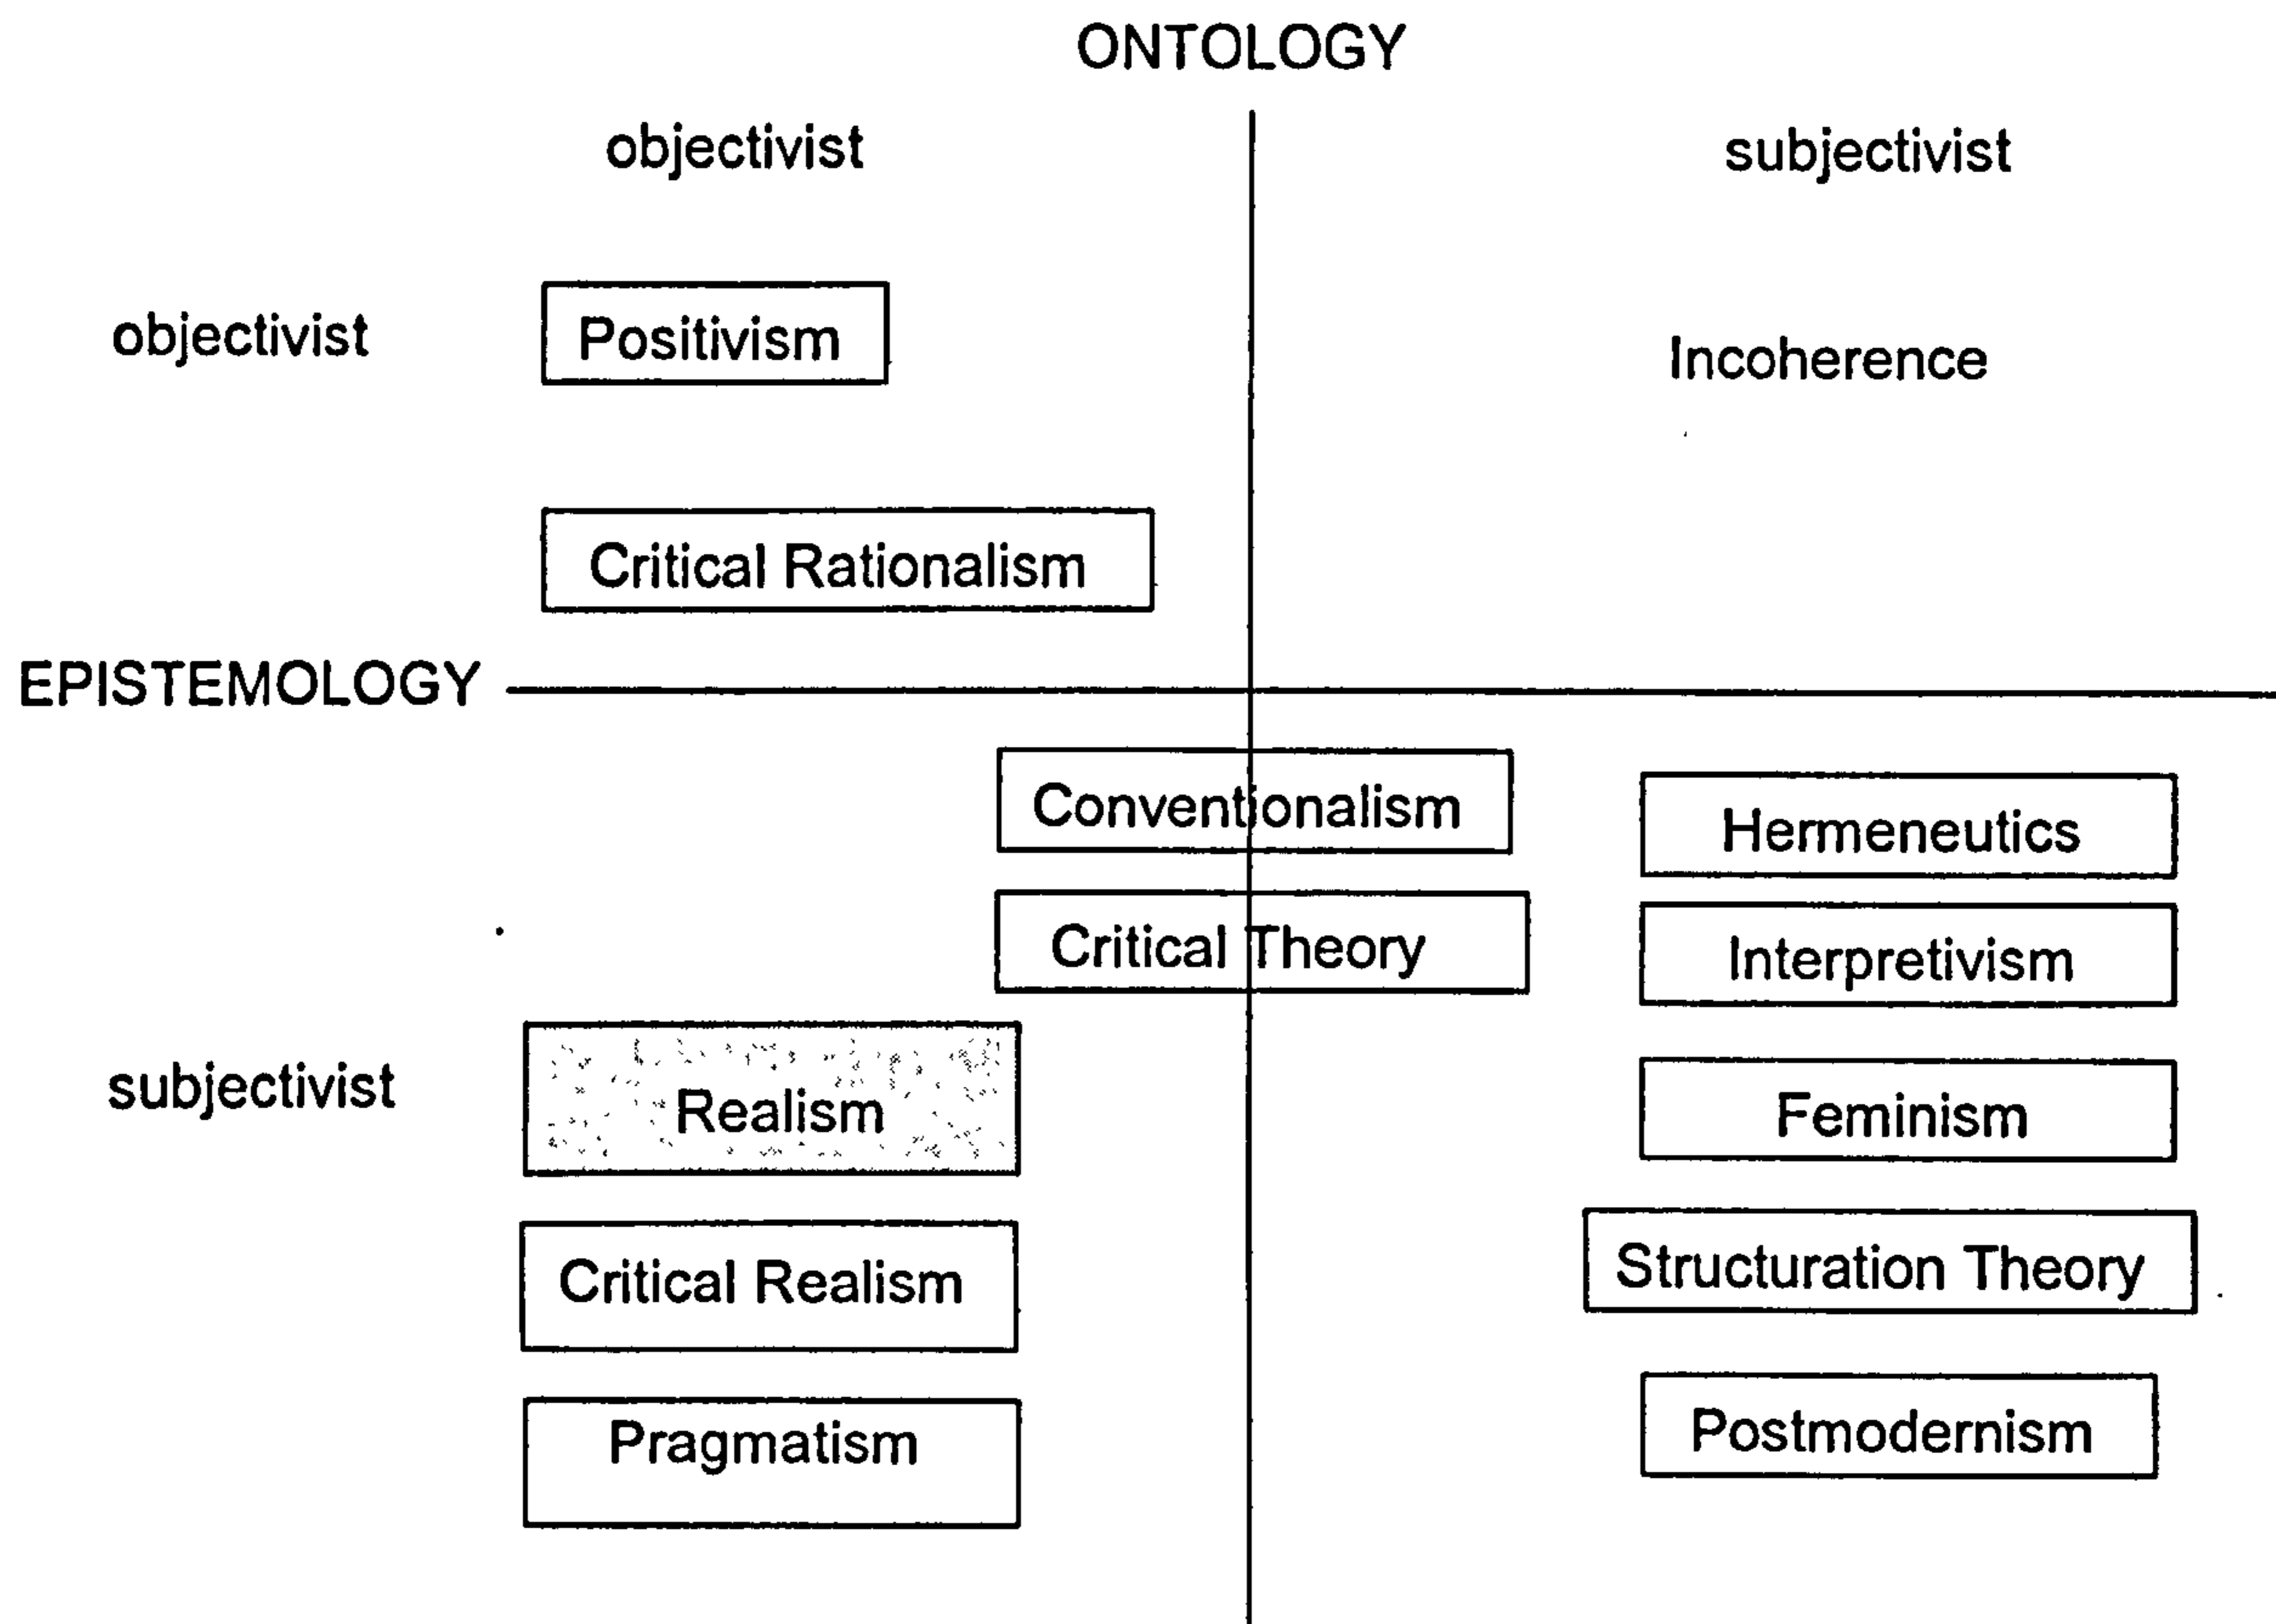 ONTOLOGY
objectivist
subjectivist
objectivist
Positivism
Incoherence
Critical Rationalism
EPISTEMOLOGY
Conventionalism
Hermeneutics
Critical Theory
Interpretivism
subjectivist
Realism
Feminism
Critical Realism
Structuration Theory
Pragmatism
Postmodernism